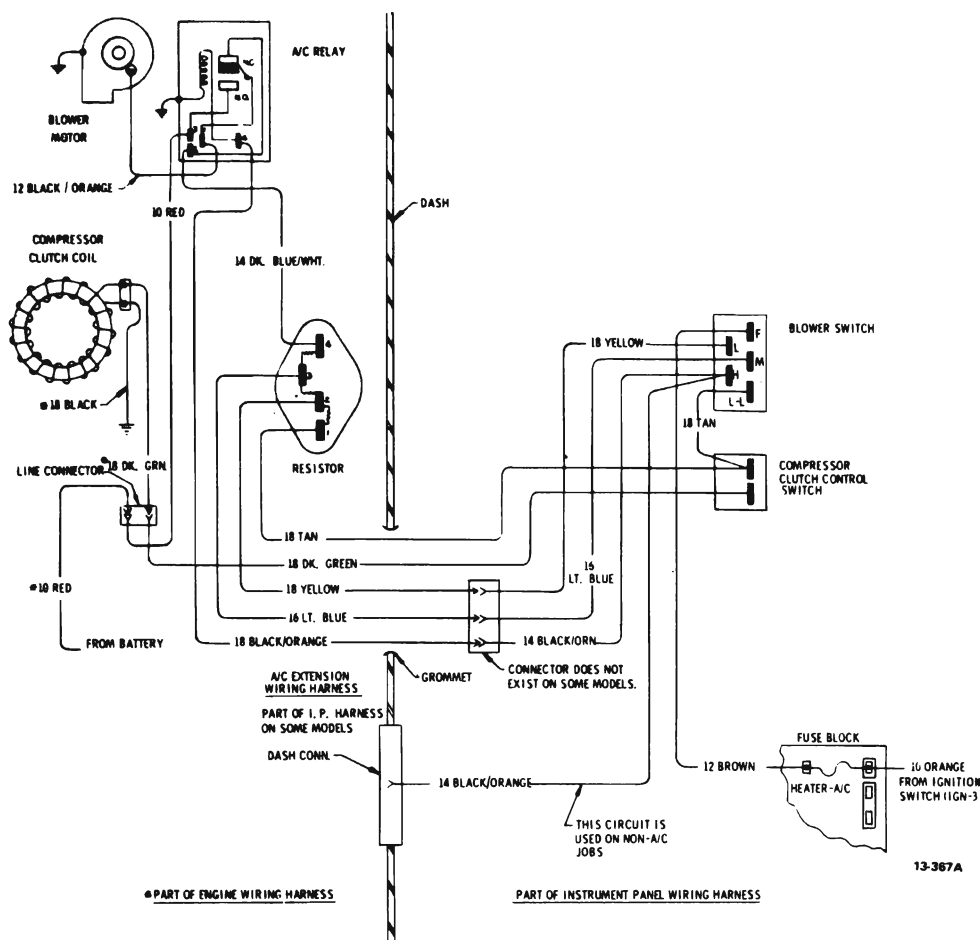 A/C RELAY
BLOWER
MOTOR
12 BLACK / ORANGE
10 RED
DASH
COMPRESSOR
CLUTCH COIL
14 DK. BLUE/WHT.
BLOWER SWITCH
18 YELLOW
F
L
M
H
L-L
4
3
2
1
18 BLACK
18 TAN
RESISTOR
LINE CONNECTOR
18 DK. GRN.
COMPRESSOR
CLUTCH CONTROL
SWITCH
18 TAN
18 DK. GREEN
16
LT. BLUE
10 RED
18 YELLOW
16 LT. BLUE
FROM BATTERY
18 BLACK/ORANGE
14 BLACK/ORN
A/C EXTENSION
WIRING HARNESS
GROMMET
CONNECTOR DOES NOT
EXIST ON SOME MODELS.
PART OF I. P. HARNESS
ON SOME MODELS
DASH CONN.
FUSE BLOCK
12 BROWN
10 ORANGE
FROM IGNITION
SWITCH (IGN-3
HEATER-A/C
14 BLACK/ORANGE
THIS CIRCUIT IS
USED ON NON-A/C
JOBS
13-367A
PART OF ENGINE WIRING HARNESS
PART OF INSTRUMENT PANEL WIRING HARNESS